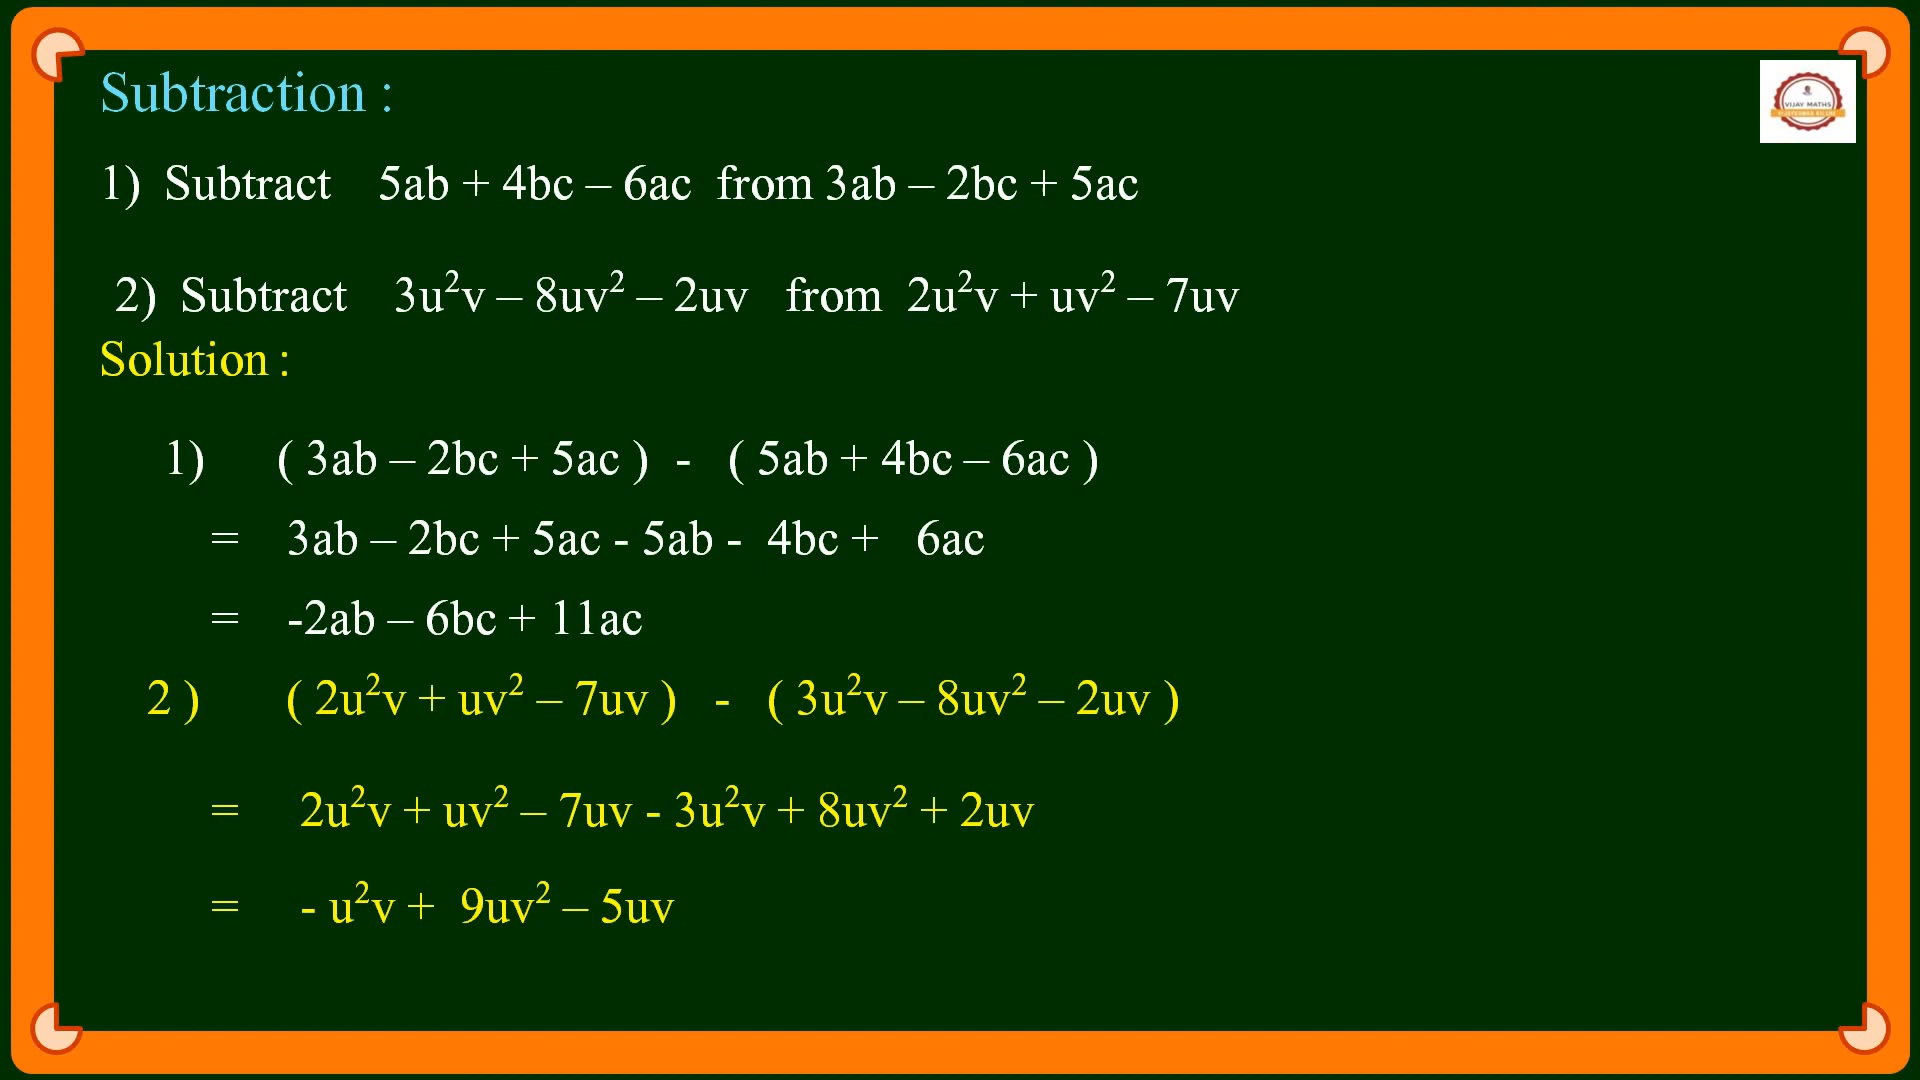 Subtraction :
VIJAY MATHS
1) Subtract 5ab + 4bc – 6ac from 3ab – 2bc + 5ac
2) Subtract 3u²v – 8uv² – 2uv from 2u²v + uv² – 7uv
Solution :
1) ( 3ab – 2bc + 5ac ) - ( 5ab + 4bc – 6ac )
= 3ab – 2bc + 5ac - 5ab - 4bc + 6ac
= -2ab – 6bc + 11ac
2 ) ( 2u²v + uv² – 7uv ) - ( 3u²v – 8uv² – 2uv )
= 2u²v + uv² – 7uv - 3u²v + 8uv² + 2uv
= - u²v + 9uv² – 5uv